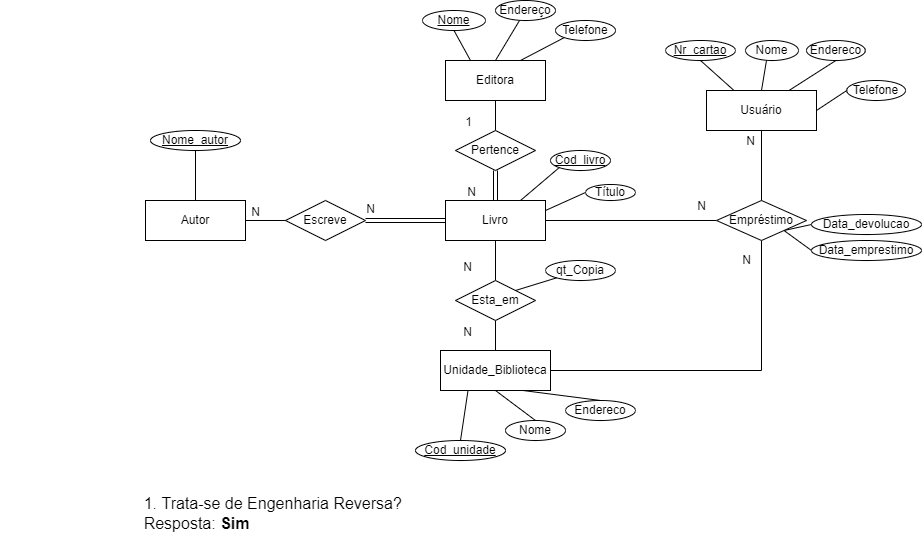 Nome
Endereço
Telefone
Editora
Nr_cartao
Nome
Endereco
Telefone
Usuário
1
N
Nome_autor
Pertence
Cod_livro
Título
N
N
N
N
Autor
Escreve
Livro
Empréstimo
Data_devolucao
Data_emprestimo
N
N
qt_Copia
Esta_em
N
Unidade_Biblioteca
Endereco
Nome
Cod_unidade
1. Trata-se de Engenharia Reversa?
Resposta: Sim